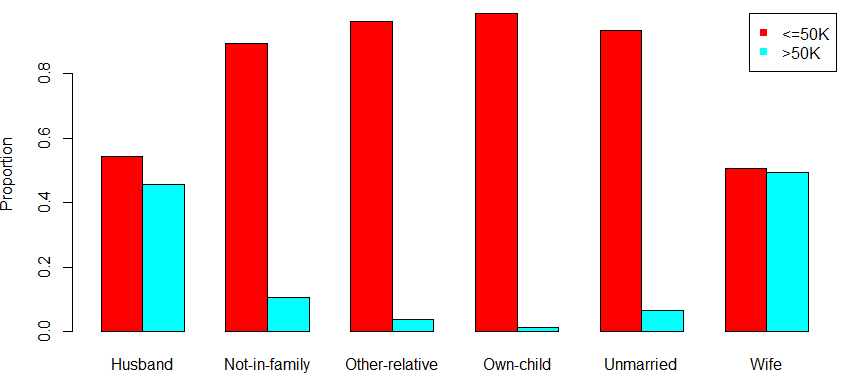 <=50K
>50K
Proportion
0.8
0.6
0.4
0.2
0.0
Husband Not-in-family Other-relative Own-child Unmarried Wife